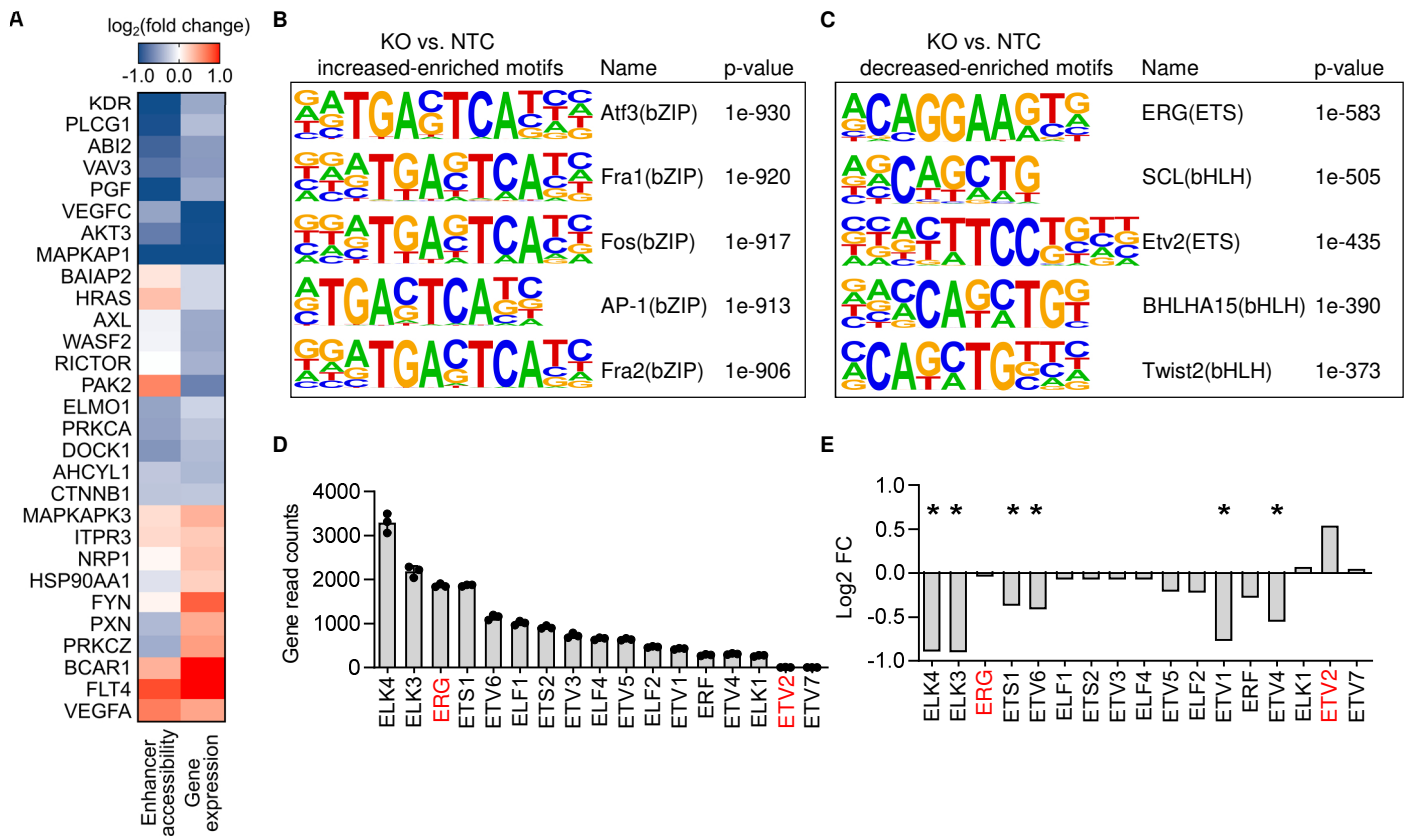 A
log2(fold change)
-1.0 0.0 1.0
KDR
PLCG1
ABI2
VAV3
PGF
VEGFC
AKT3
MAPKAP1
BAIAP2
HRAS
AXL
WASF2
RICTOR
PAK2
ELMO1
PRKCA
DOCK1
AHCYL1
CTNNB1
MAPKAPK3
ITPR3
NRP1
HSP90AA1
FYN
PXN
PRKCZ
BCAR1
FLT4
VEGFA
Enhancer
accessibility
Gene
expression
B
KO vs. NTC
increased-enriched motifs Name p-value
Atf3(bZIP) 1e-930
Fra1(bZIP) 1e-920
Fos(bZIP) 1e-917
AP-1(bZIP) 1e-913
Fra2(bZIP) 1e-906
C
KO vs. NTC
decreased-enriched motifs Name p-value
ERG(ETS) 1e-583
SCL(bHLH) 1e-505
Etv2(ETS) 1e-435
BHLHA15(bHLH) 1e-390
Twist2(bHLH) 1e-373
D
Gene read counts
4000
3000
2000
1000
0
ELK4
ELK3
ERG
ETS1
ETV6
ELF1
ETS2
ETV3
ELF4
ETV5
ELF2
ETV1
ERF
ETV4
ELK1
ETV2
ETV7
E
Log2 FC
1.0
0.5
0.0
-0.5
-1.0
* * * * * *
ELK4
ELK3
ERG
ETS1
ETV6
ELF1
ETS2
ETV3
ELF4
ETV5
ELF2
ETV1
ERF
ETV4
ELK1
ETV2
ETV7